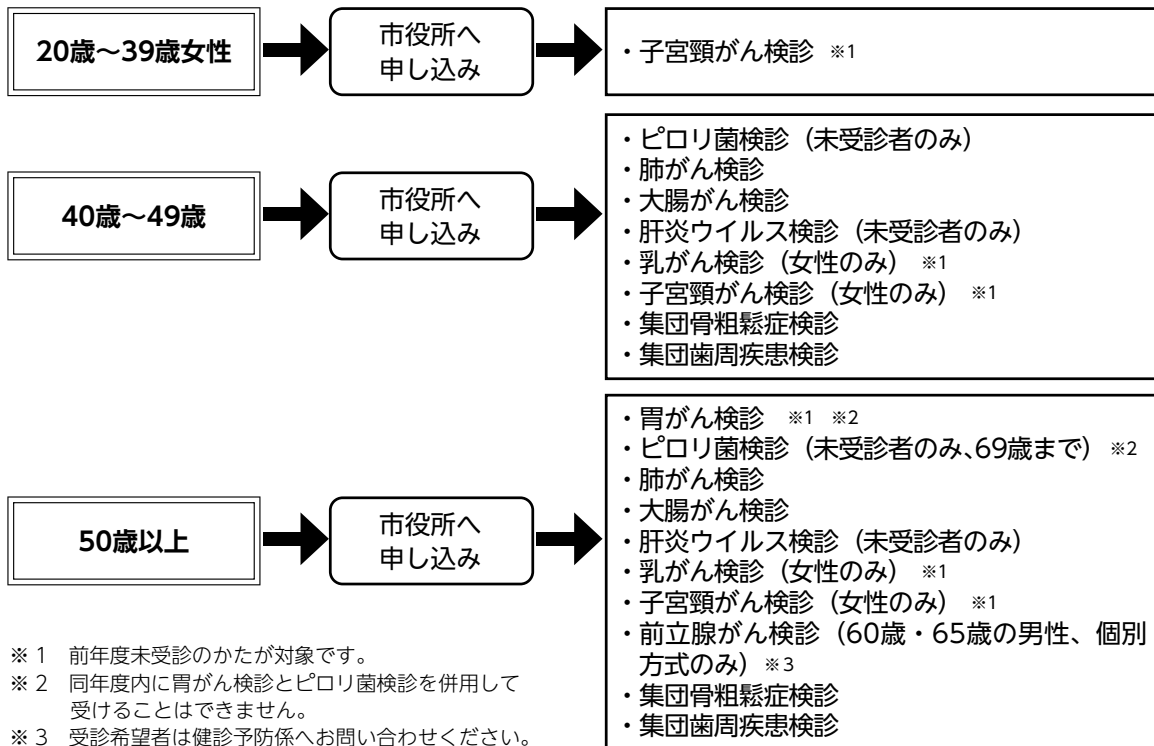 20歳～39歳女性
市役所へ
申し込み
・子宮頸がん検診 ※1
40歳～49歳
市役所へ
申し込み
・ピロリ菌検診（未受診者のみ）
・肺がん検診
・大腸がん検診
・肝炎ウイルス検診（未受診者のみ）
・乳がん検診（女性のみ） ※1
・子宮頸がん検診（女性のみ） ※1
・集団骨粗鬆症検診
・集団歯周疾患検診
50歳以上
市役所へ
申し込み
・胃がん検診 ※1 ※2
・ピロリ菌検診（未受診者のみ、69歳まで） ※2
・肺がん検診
・大腸がん検診
・肝炎ウイルス検診（未受診者のみ）
・乳がん検診（女性のみ） ※1
・子宮頸がん検診（女性のみ） ※1
・前立腺がん検診（60歳・65歳の男性、個別
方式のみ）※3
・集団骨粗鬆症検診
・集団歯周疾患検診
※1 前年度未受診のかたが対象です。
※2 同年度内に胃がん検診とピロリ菌検診を併用して
受けることはできません。
※3 受診希望者は健診予防係へお問い合わせください。